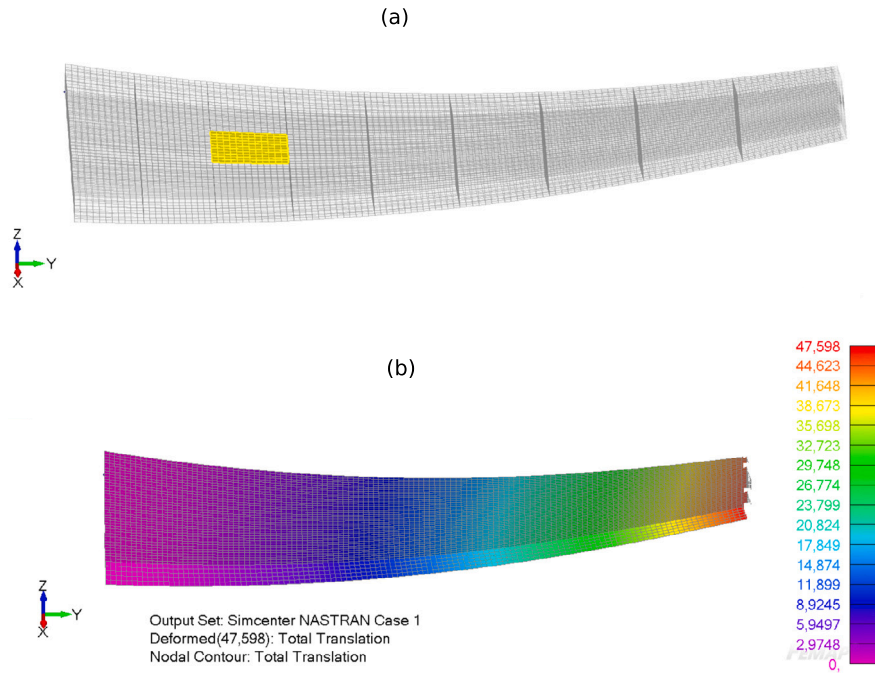 (a)
Z
Y
X
(b)
47,598
44,623
41,648
38,673
35,698
32,723
29,748
26,774
23,799
20,824
17,849
14,874
11,899
8,9245
5,9497
2,9748
0,
Z
Y
X
Output Set: Simcenter NASTRAN Case 1
Deformed(47,598): Total Translation
Nodal Contour: Total Translation
FEMAP